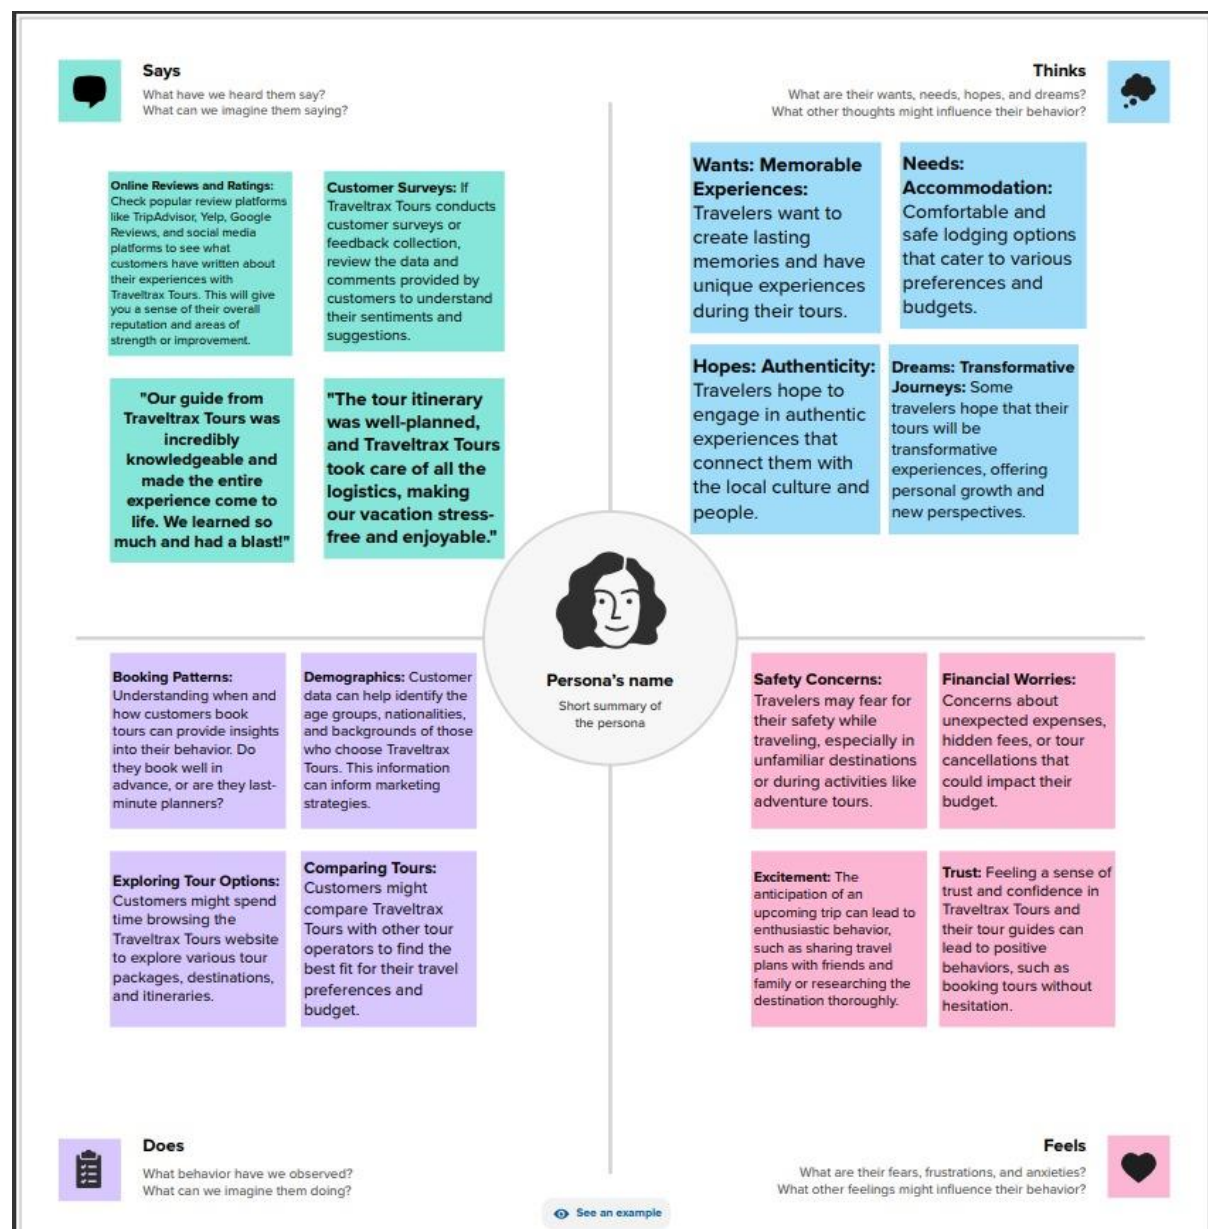 Says
What have we heard them say?
What can we imagine them saying?
Online Reviews and Ratings:
Check popular review platforms
like TripAdvisor, Yelp, Google
Reviews, and social media
platforms to see what
customers have written about
their experiences with
Traveltrax Tours. This will give
you a sense of their overall
reputation and areas of
strength or improvement.
Customer Surveys: If
Traveltrax Tours conducts
customer surveys or
feedback collection,
review the data and
comments provided by
customers to understand
their sentiments and
suggestions.
"Our guide from
Traveltrax Tours was
incredibly
knowledgeable and
made the entire
experience come to
life. We learned so
much and had a blast!"
"The tour itinerary
was well-planned,
and Traveltrax Tours
took care of all the
logistics, making
our vacation stress-
free and enjoyable."
Thinks
What are their wants, needs, hopes, and dreams?
What other thoughts might influence their behavior?
Wants: Memorable
Experiences:
Travelers want to
create lasting
memories and have
unique experiences
during their tours.
Needs:
Accommodation:
Comfortable and
safe lodging options
that cater to various
preferences and
budgets.
Hopes: Authenticity:
Travelers hope to
engage in authentic
experiences that
connect them with
the local culture and
people.
Dreams: Transformative
Journeys: Some
travelers hope that their
tours will be
transformative
experiences, offering
personal growth and
new perspectives.
Persona's name
Short summary of
the persona
Booking Patterns:
Understanding when and
how customers book
tours can provide insights
into their behavior. Do
they book well in
advance, or are they last-
minute planners?
Demographics: Customer
data can help identify the
age groups, nationalities,
and backgrounds of those
who choose Traveltrax
Tours. This information
can inform marketing
strategies.
Exploring Tour Options:
Customers might spend
time browsing the
Traveltrax Tours website
to explore various tour
packages, destinations,
and itineraries.
Comparing Tours:
Customers might
compare Traveltrax
Tours with other tour
operators to find the
best fit for their travel
preferences and
budget.
Does
What behavior have we observed?
What can we imagine them doing?
Safety Concerns:
Travelers may fear for
their safety while
traveling, especially in
unfamiliar destinations
or during activities like
adventure tours.
Financial Worries:
Concerns about
unexpected expenses,
hidden fees, or tour
cancellations that
could impact their
budget.
Excitement: The
anticipation of an
upcoming trip can lead to
enthusiastic behavior,
such as sharing travel
plans with friends and
family or researching the
destination thoroughly.
Trust: Feeling a sense of
trust and confidence in
Traveltrax Tours and
their tour guides can
lead to positive
behaviors, such as
booking tours without
hesitation.
Feels
What are their fears, frustrations, and anxieties?
What other feelings might influence their behavior?
See an example